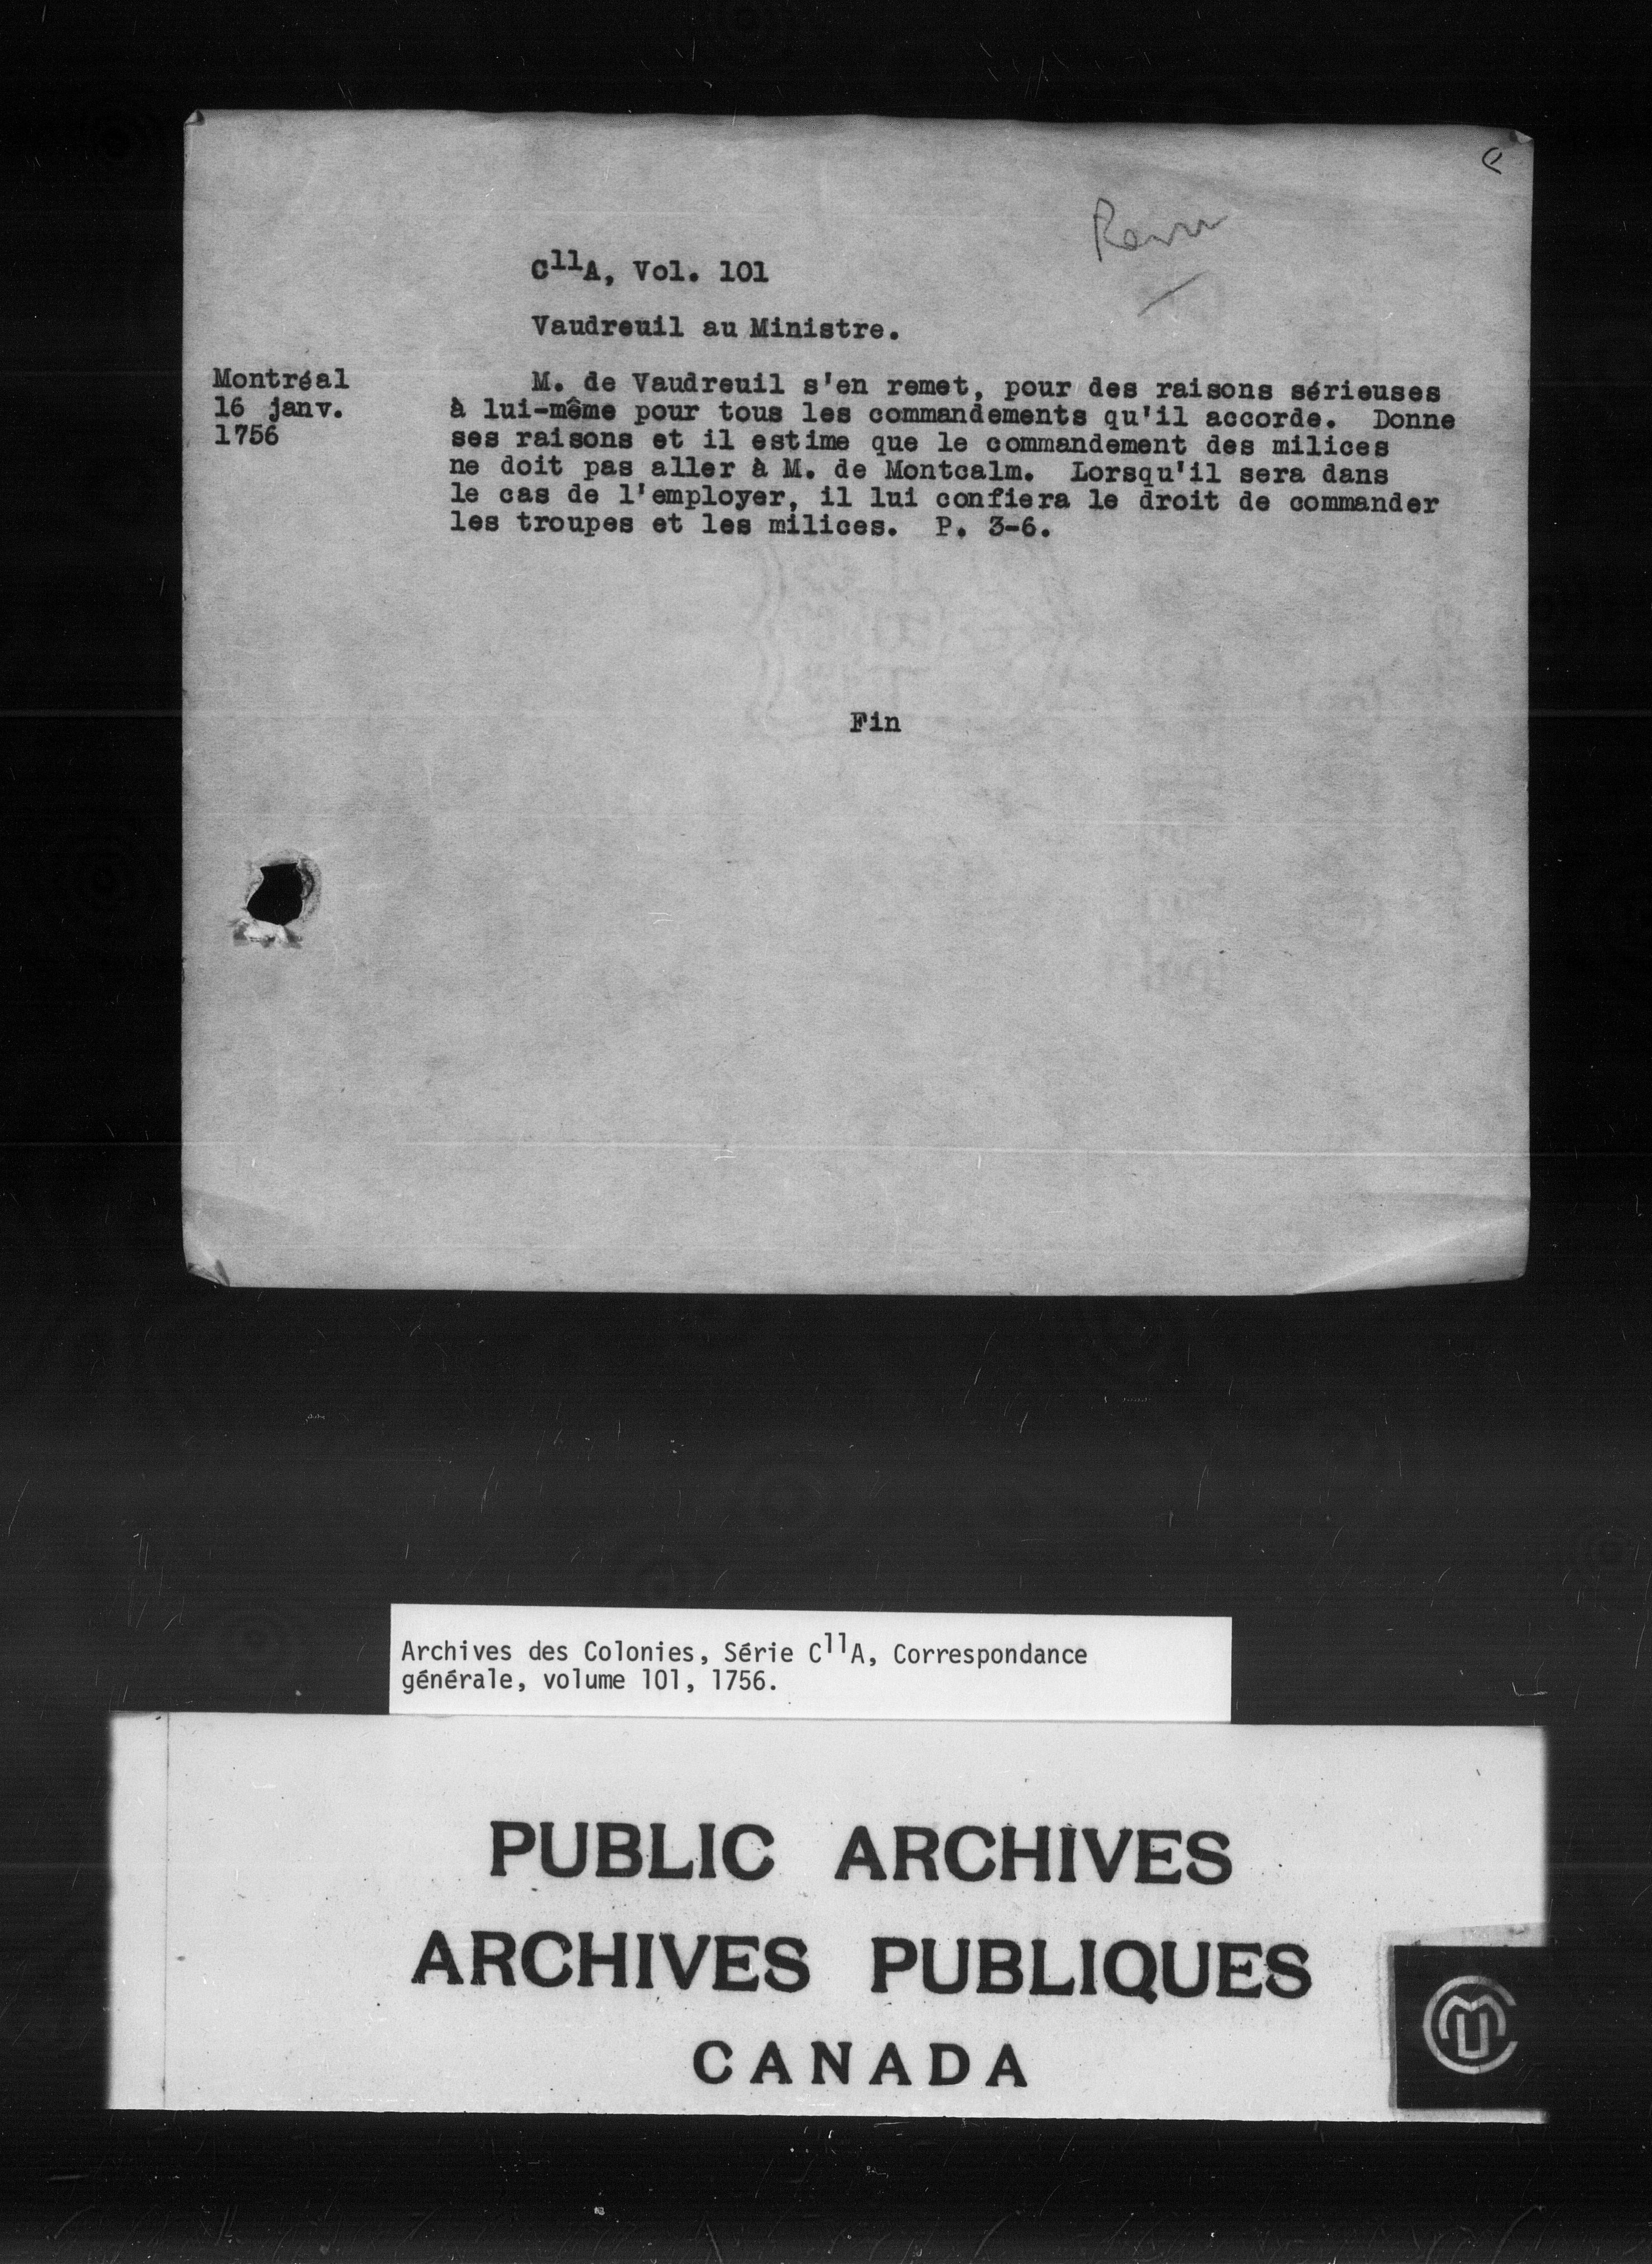 C11A, Vol. 101
Vaudreuil au Ministre.
Montréal
16 janv.
1756
M. de Vaudreuil s'en remet, pour des raisons sérieuses
à lui-même pour tous les commandements qu'il accorde. Donne
ses raisons et il estime que le commandement des milices
ne doit pas aller à M. de Montcalm. Lorsqu'il sera dans
le cas de l'employer, il lui confiera le droit de commander
les troupes et les milices. P. 3-6.
Fin
Archives des Colonies, Série C11A, Correspondance
générale, volume 101, 1756.
PUBLIC ARCHIVES
ARCHIVES PUBLIQUES
CANADA